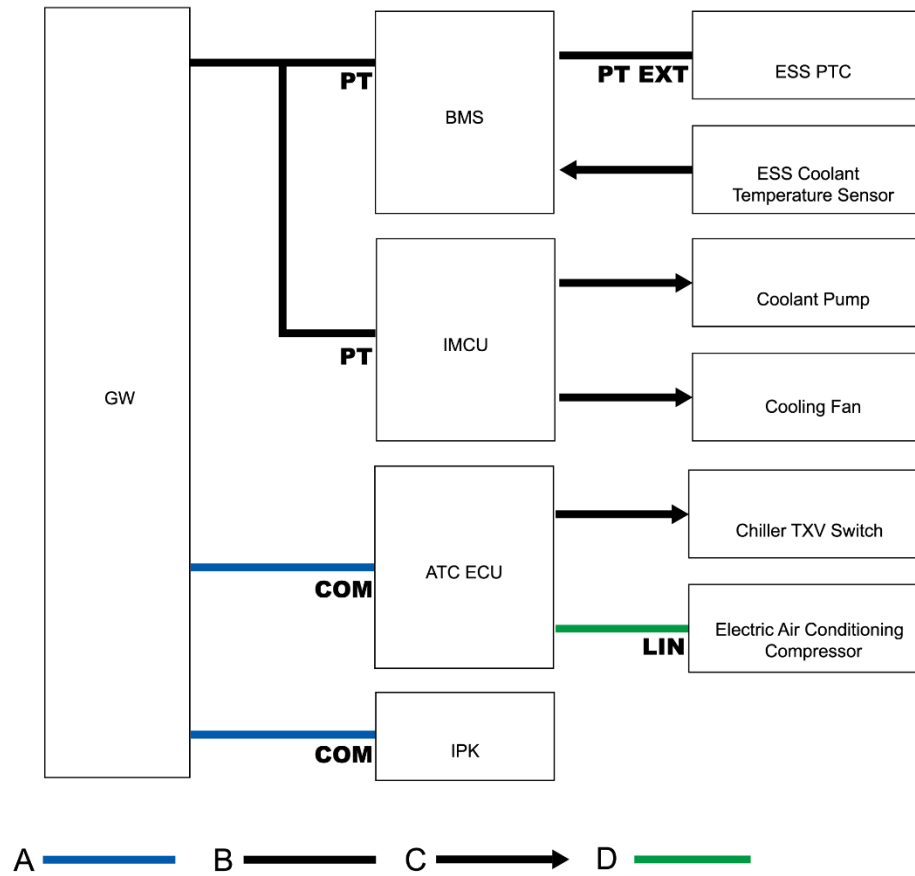 GW
PT
BMS
PT EXT
ESS PTC
ESS Coolant
Temperature Sensor
PT
IMCU
Coolant Pump
Cooling Fan
COM
ATC ECU
Chiller TXV Switch
LIN
Electric Air Conditioning
Compressor
COM
IPK
A
B
C
D